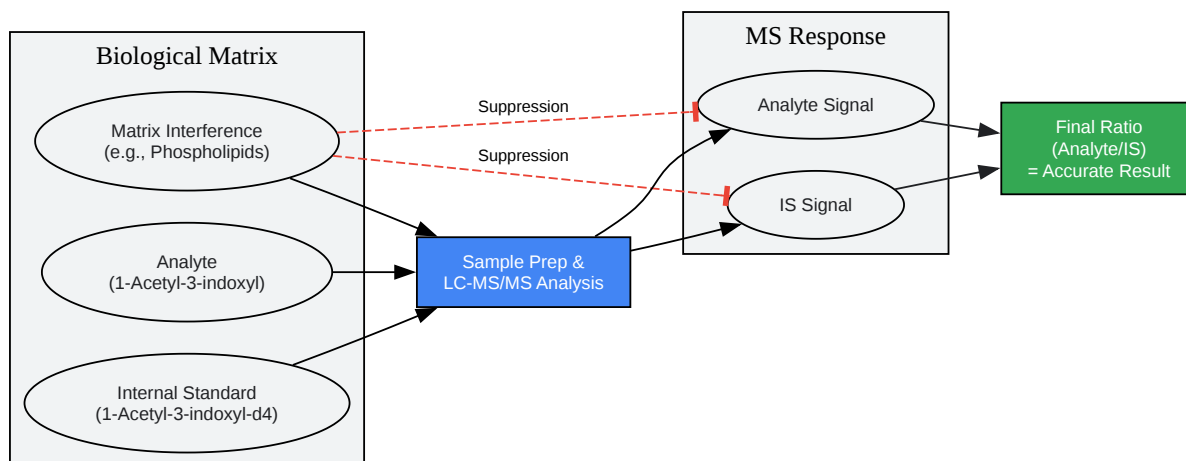 Biological Matrix
Matrix Interference
(e.g., Phospholipids)
Analyte
(1-Acetyl-3-indoxyl)
Internal Standard
(1-Acetyl-3-indoxyl-d4)
Suppression
Suppression
Sample Prep &
LC-MS/MS Analysis
MS Response
Analyte Signal
IS Signal
Final Ratio
(Analyte/IS)
= Accurate Result